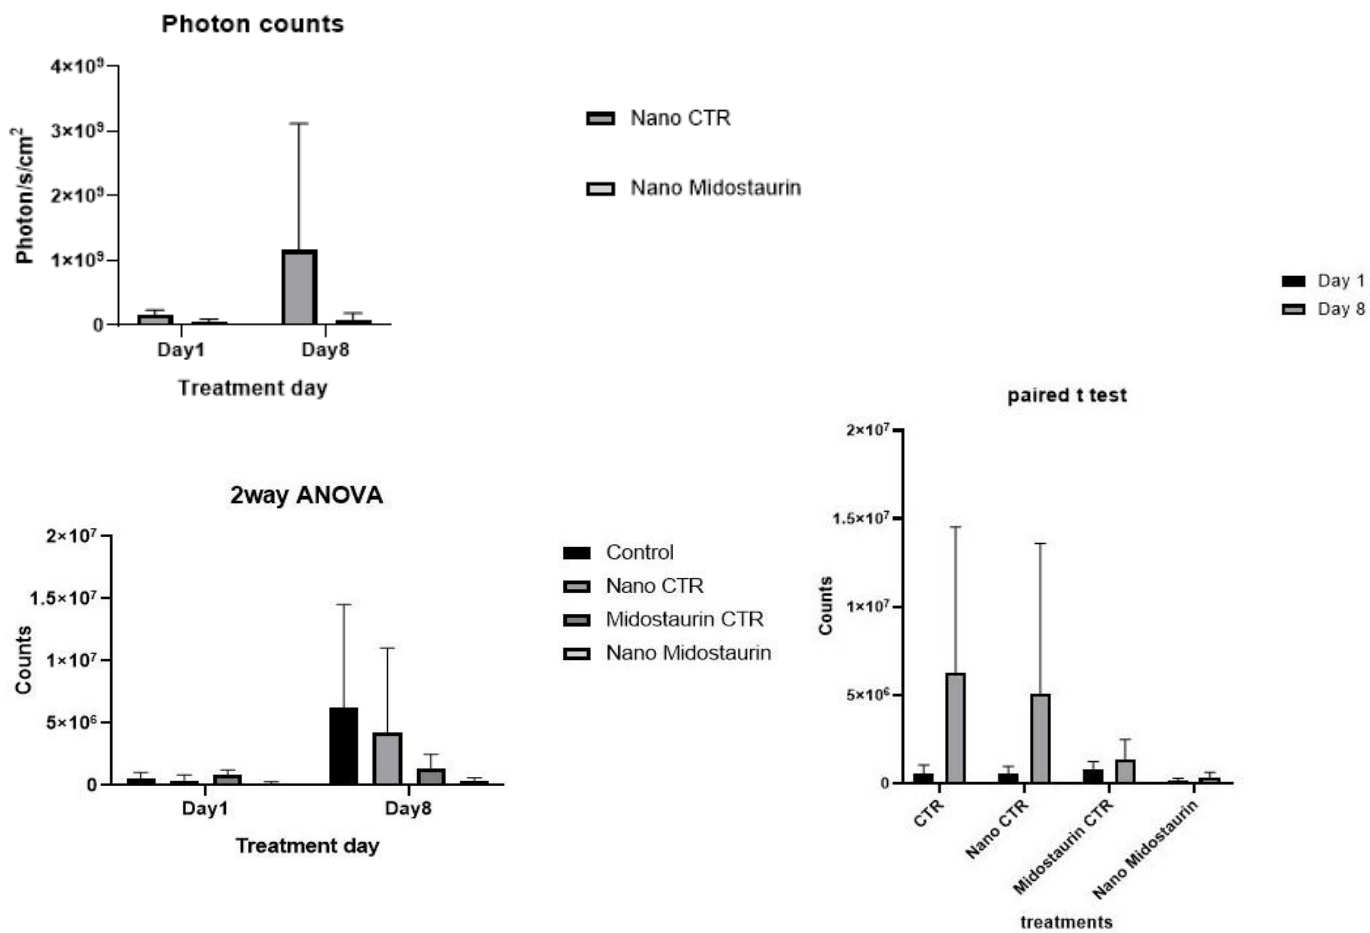 Photon counts
4×10⁹
3×10⁹
2×10⁹
1×10⁹
0
Photon/s/cm²
Day1
Day8
Treatment day
Nano CTR
Nano Midostaurin
Day 1
Day 8
2way ANOVA
2×10⁷
1.5×10⁷
1×10⁷
5×10⁶
0
Counts
Day1
Day8
Treatment day
Control
Nano CTR
Midostaurin CTR
Nano Midostaurin
paired t test
2×10⁷
1.5×10⁷
1×10⁷
5×10⁶
0
Counts
CTR
Nano CTR
Midostaurin CTR
Nano Midostaurin
treatments